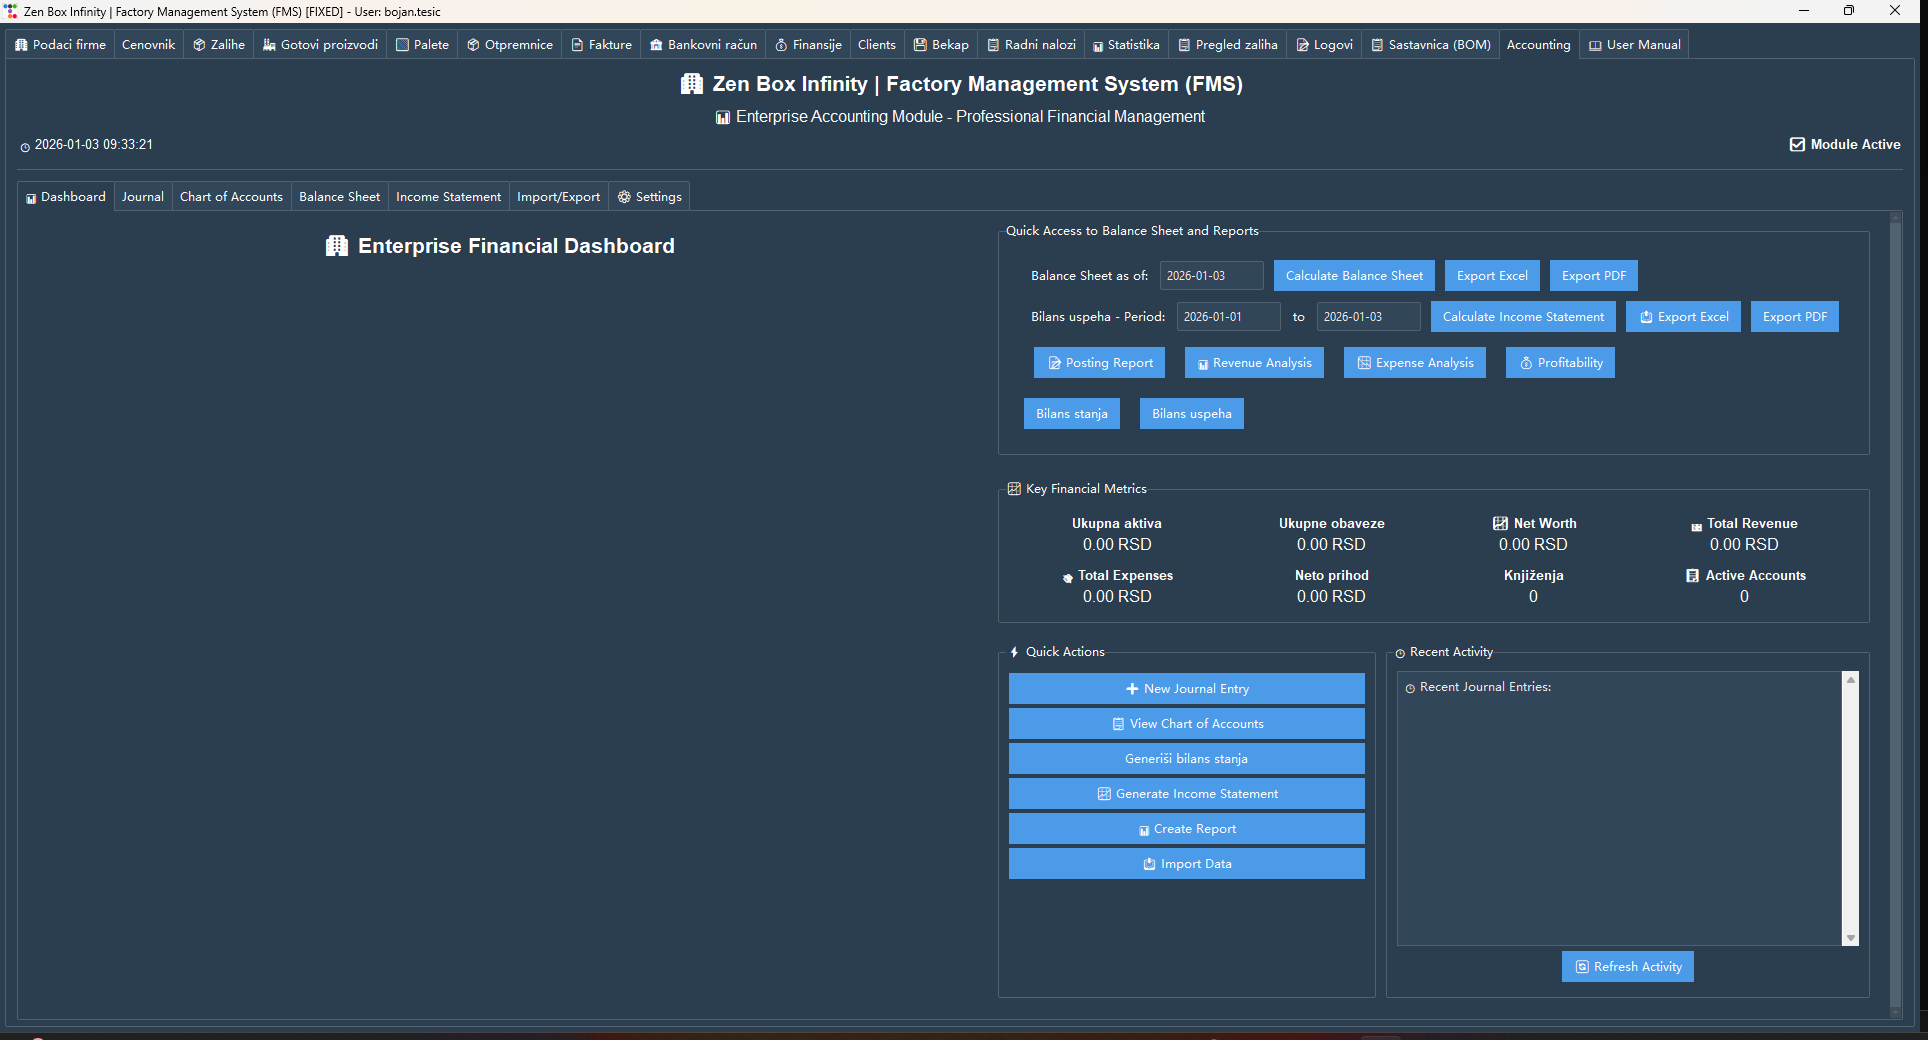 Zen Box Infinity | Factory Management System (FMS) [FIXED] - User: bojan.tesic
Podaci firme Cenovnik Zalihe Gotovi proizvodi Palete Otpremnice Fakture Bankovni račun Finansije Clients Bekap Radni nalozi Statistika Pregled zaliha Logovi Sastavnica (BOM) Accounting User Manual
Zen Box Infinity | Factory Management System (FMS)
Enterprise Accounting Module - Professional Financial Management
2026-01-03 09:33:21 Module Active
Dashboard Journal Chart of Accounts Balance Sheet Income Statement Import/Export Settings
Enterprise Financial Dashboard
Quick Access to Balance Sheet and Reports
Balance Sheet as of: 2026-01-03 Calculate Balance Sheet Export Excel Export PDF
Bilans uspeha - Period: 2026-01-01 to 2026-01-03 Calculate Income Statement Export Excel Export PDF
Posting Report Revenue Analysis Expense Analysis Profitability
Bilans stanja Bilans uspeha
Key Financial Metrics
Ukupna aktiva Ukupne obaveze Net Worth Total Revenue
0.00 RSD 0.00 RSD 0.00 RSD 0.00 RSD
Total Expenses Neto prihod Knjiženja Active Accounts
0.00 RSD 0.00 RSD 0 0
Quick Actions
New Journal Entry
View Chart of Accounts
Generiši bilans stanja
Generate Income Statement
Create Report
Import Data
Recent Activity
Recent Journal Entries:
Refresh Activity